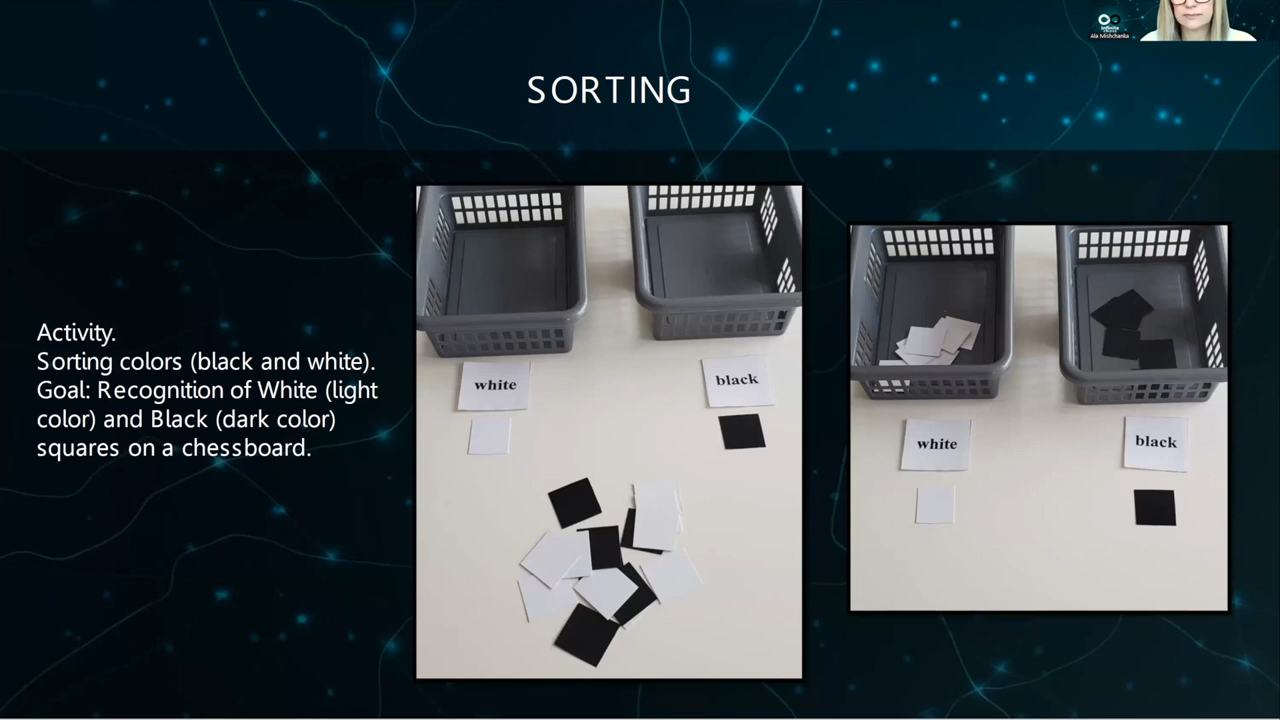 Infinite
Ala Mishchanka
SORTING
Activity.
Sorting colors (black and white).
Goal: Recognition of White (light
color) and Black (dark color)
squares on a chessboard.
white
black
white
black